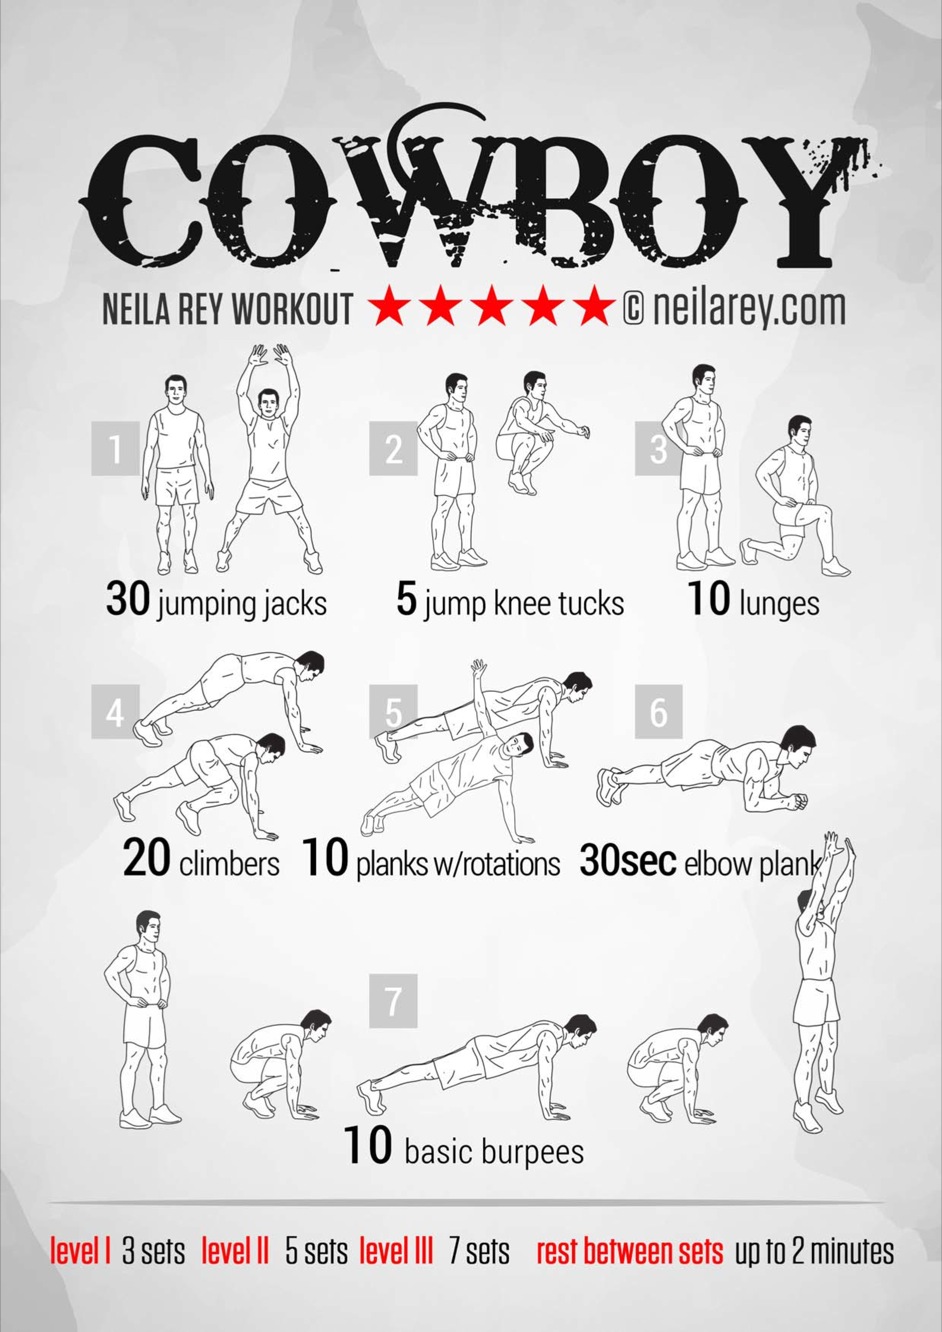 COWBOY
NEILA REY WORKOUT ★★★★★ © neilarey.com
1
2
3
30 jumping jacks
5 jump knee tucks
10 lunges
4
5
6
20 climbers
10 planks w/rotations
30sec elbow plank
7
10 basic burpees
level I 3 sets level II 5 sets level III 7 sets rest between sets up to 2 minutes